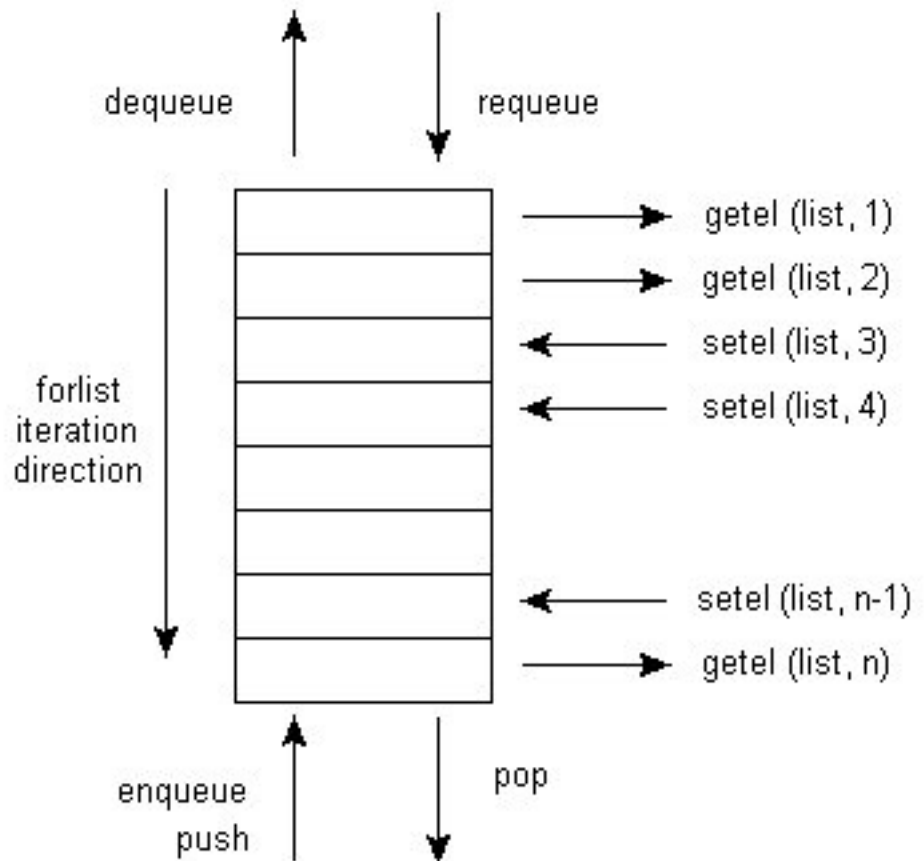 dequeue
requeue
getel (list, 1)
getel (list, 2)
setel (list, 3)
forlist
iteration
direction
setel (list, 4)
setel (list, n-1)
getel (list, n)
enqueue
push
pop